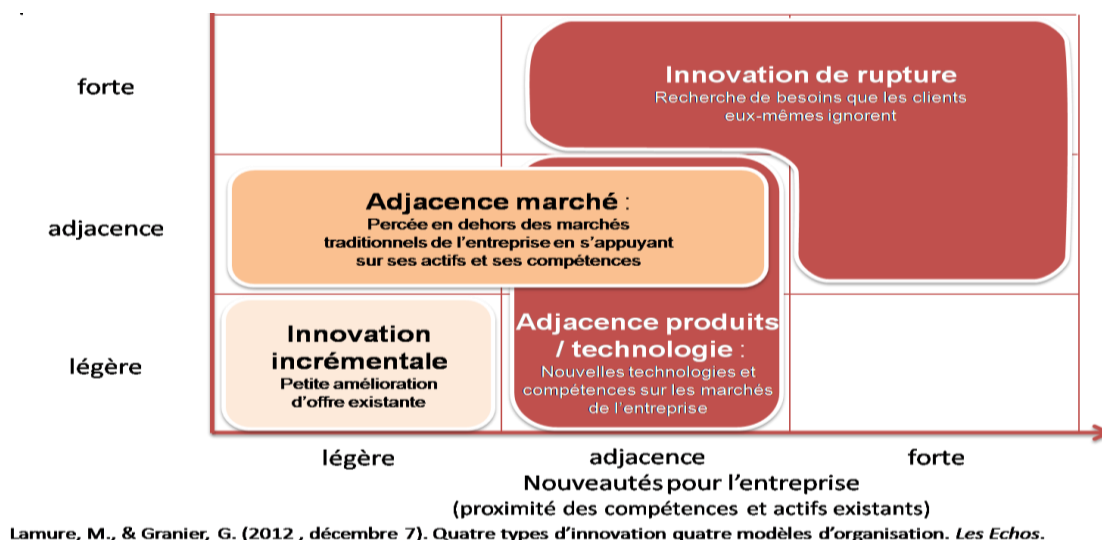 forte
Innovation de rupture
Recherche de besoins que les clients
eux-mêmes ignorent
adjacence
Adjacence marché :
Percée en dehors des marchés
traditionnels de l'entreprise en s'appuyant
sur ses actifs et ses compétences
légère
Innovation
incrémentale
Petite amélioration
d'offre existante
Adjacence produits
/ technologie :
Nouvelles technologies et
compétences sur les marchés
de l'entreprise
légère
adjacence
forte
Nouveautés pour l'entreprise
(proximité des compétences et actifs existants)
Lamure, M., & Granier, G. (2012 , décembre 7). Quatre types d'innovation quatre modèles d'organisation. Les Echos.